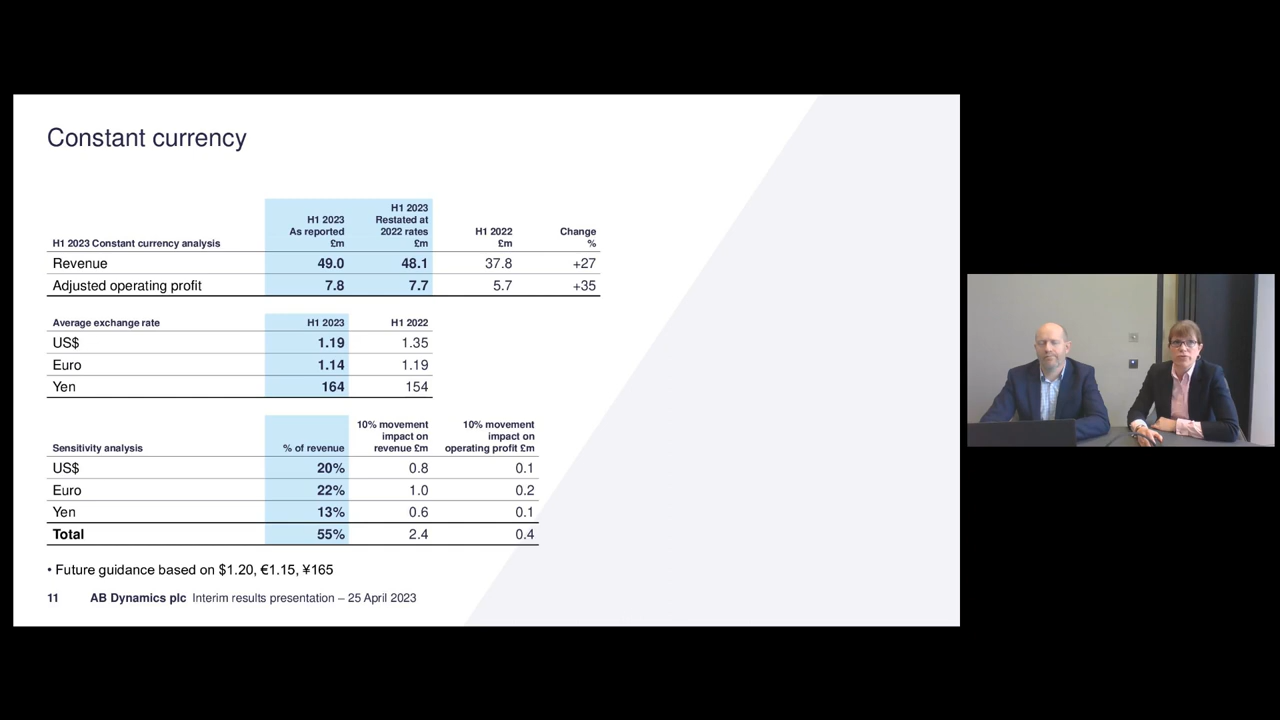 Constant currency
H1 2023 Constant currency analysis H1 2023 As reported £m H1 2023 Restated at 2022 rates £m H1 2022 £m Change %
Revenue 49.0 48.1 37.8 +27
Adjusted operating profit 7.8 7.7 5.7 +35
Average exchange rate H1 2023 H1 2022
US$ 1.19 1.35
Euro 1.14 1.19
Yen 164 154
Sensitivity analysis % of revenue 10% movement impact on revenue £m 10% movement impact on operating profit £m
US$ 20% 0.8 0.1
Euro 22% 1.0 0.2
Yen 13% 0.6 0.1
Total 55% 2.4 0.4
• Future guidance based on $1.20, €1.15, ¥165
11 AB Dynamics plc Interim results presentation – 25 April 2023